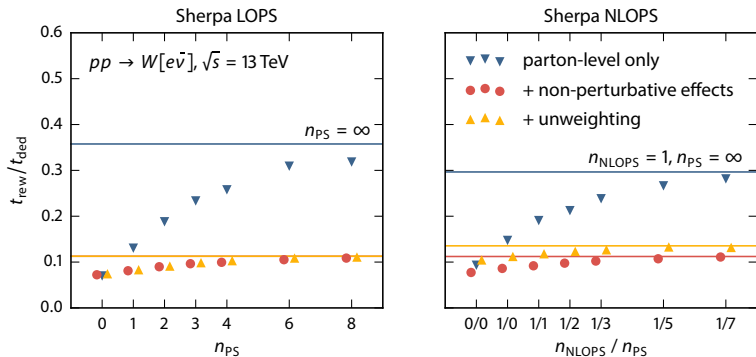 Sherpa LOPS
pp → W[eν̄], √s = 13 TeV
n_PS = ∞
t_rew/t_ded
0.6
0.5
0.4
0.3
0.2
0.1
0.0
0 1 2 3 4 6 8
n_PS
Sherpa NLOPS
parton-level only
+ non-perturbative effects
+ unweighting
n_NLOPS = 1, n_PS = ∞
0/0 1/0 1/1 1/2 1/3 1/5 1/7
n_NLOPS / n_PS